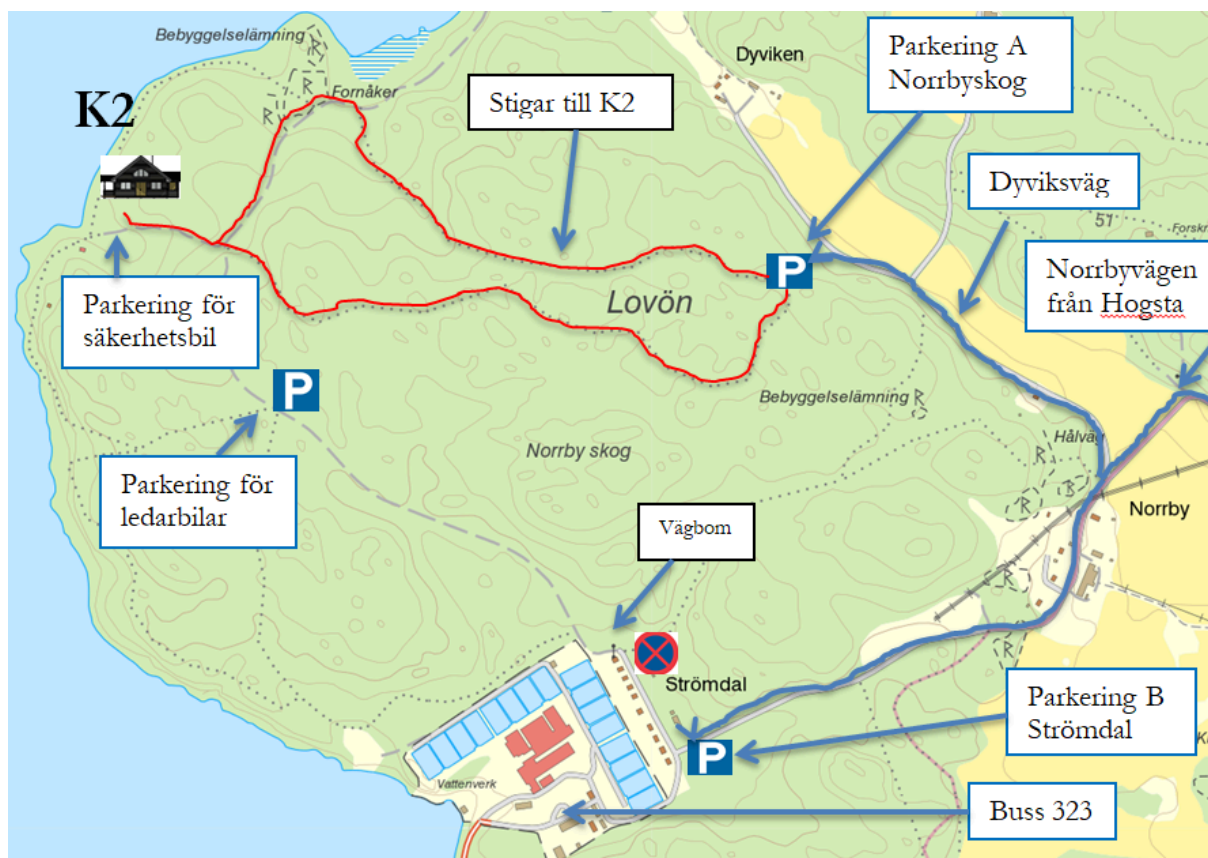 Bebyggelselämning
Dyviken
Parkering A
Norrbyskog
K2
Fornåker
R
R
R
Stigar till K2
Dyviksväg
51
Forskr
Parkering för
säkerhetsbil
Norrbyvägen
från Hogsta
P
Lovön
P
Bebyggelselämning
R
Norrby skog
Hålväg
R
R
R
Parkering för
ledarbilar
Norrby
Vägbom
R
R
Strömdal
Parkering B
Strömdal
P
Vattenverk
Buss 323